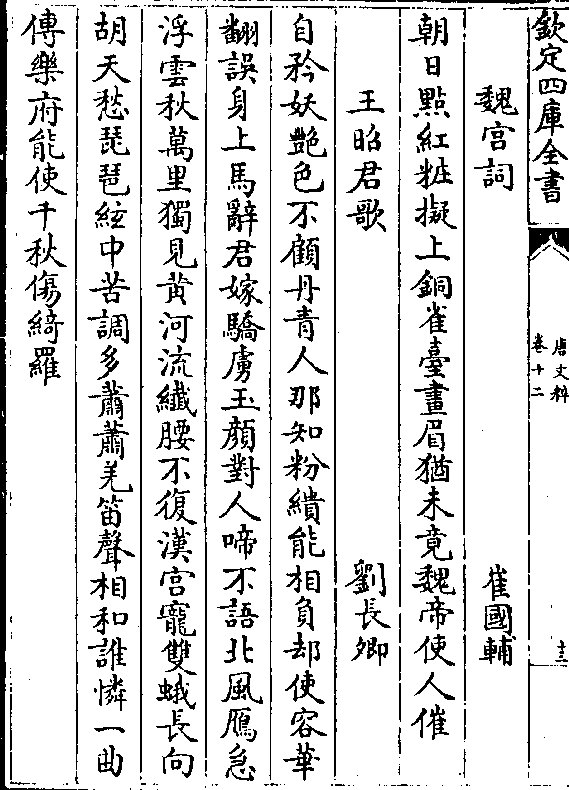 欽定四庫全書
唐文粹
卷十二
十三
魏宮詞 崔國輔
朝日點紅粧擬上銅雀臺畫眉猶未竟魏帝使人催
王昭君歌 劉長卿
自矜妖艶色不顧丹青人那知粉繢能相負却使容華
翻誤身上馬辭君嫁驕虜玉顔對人啼不語北風鴈急
浮雲秋萬里獨見黄河流纖腰不復漢宮寵雙蛾長向
胡天愁琵琶絃中苦調多蕭蕭羌笛聲相和誰憐一曲
傳樂府能使千秋傷綺羅